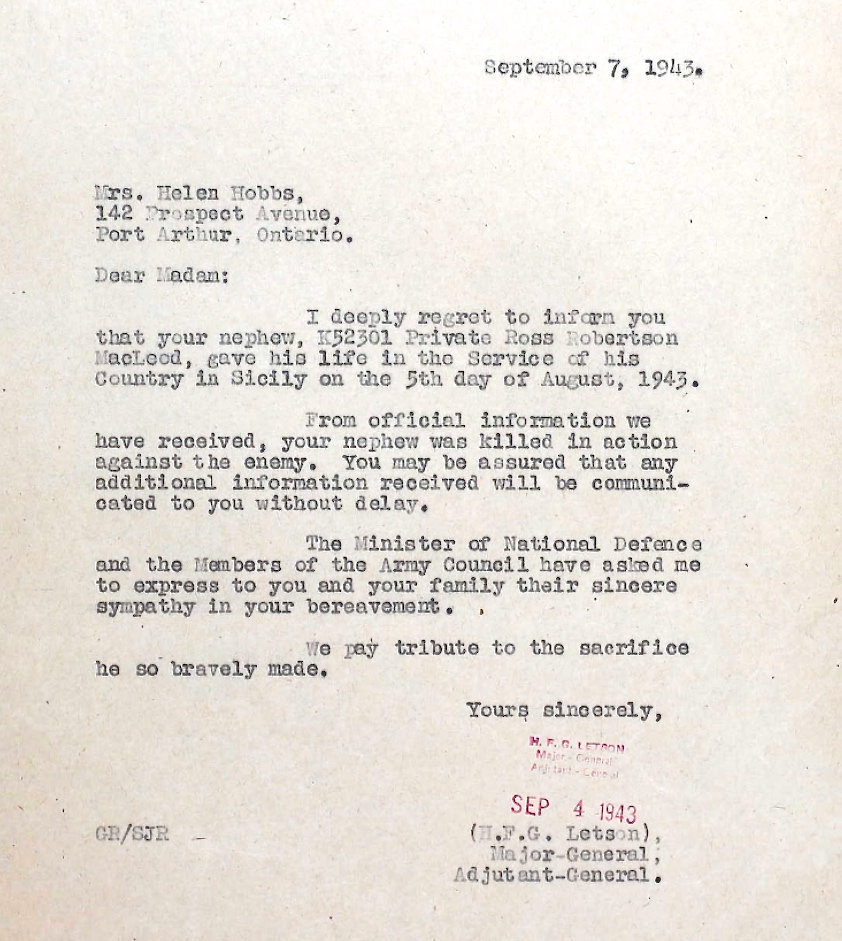 September 7, 1943.
Mrs. Helen Hobbs,
142 Prospect Avenue,
Port Arthur, Ontario.
Dear Madam:
I deeply regret to inform you
that your nephew, K52301 Private Ross Robertson
MacLeod, gave his life in the Service of his
Country in Sicily on the 5th day of August, 1943.
From official information we
have received, your nephew was killed in action
against the enemy. You may be assured that any
additional information received will be communi-
cated to you without delay.
The Minister of National Defence
and the Members of the Army Council have asked me
to express to you and your family their sincere
sympathy in your bereavement.
We pay tribute to the sacrifice
he so bravely made.
Yours sincerely,
H. F. G. LETSON
Major-General
Adjutant-General
SEP 4 1943
GR/SJR
(H.F.G. Letson),
Major-General,
Adjutant-General.